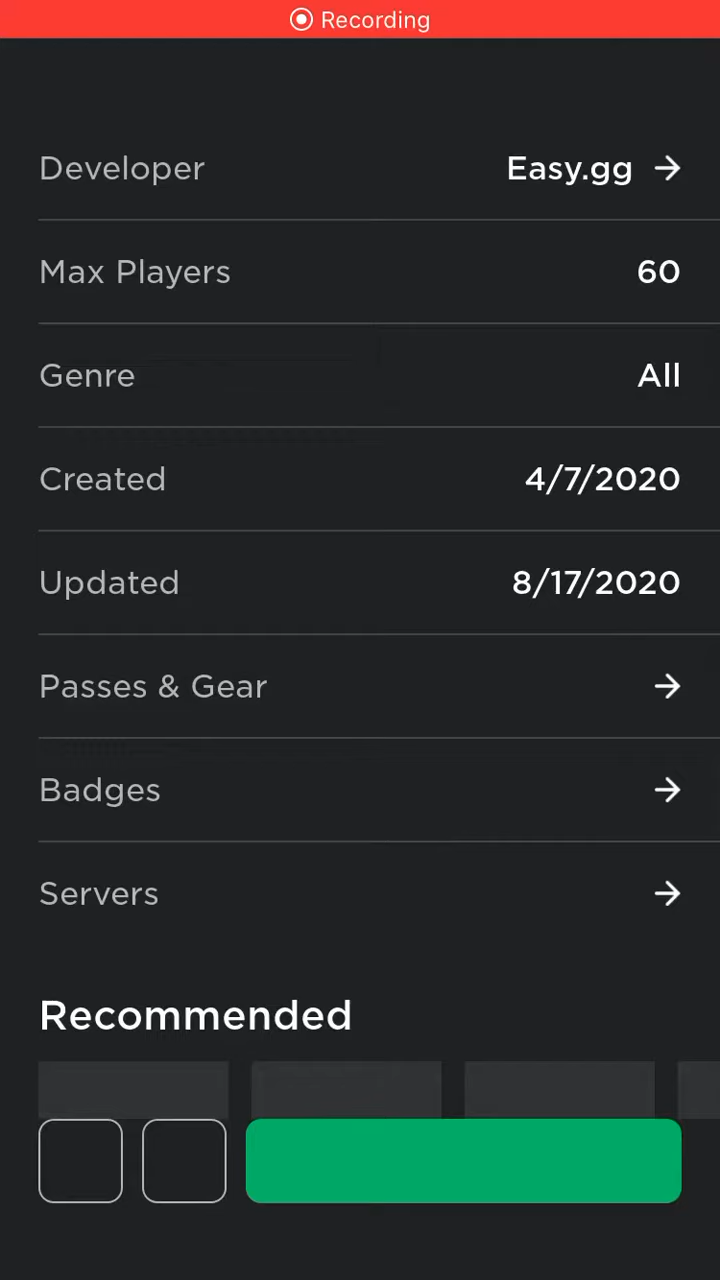 Recording
Developer Easy.gg
Max Players 60
Genre All
Created 4/7/2020
Updated 8/17/2020
Passes & Gear
Badges
Servers
Recommended